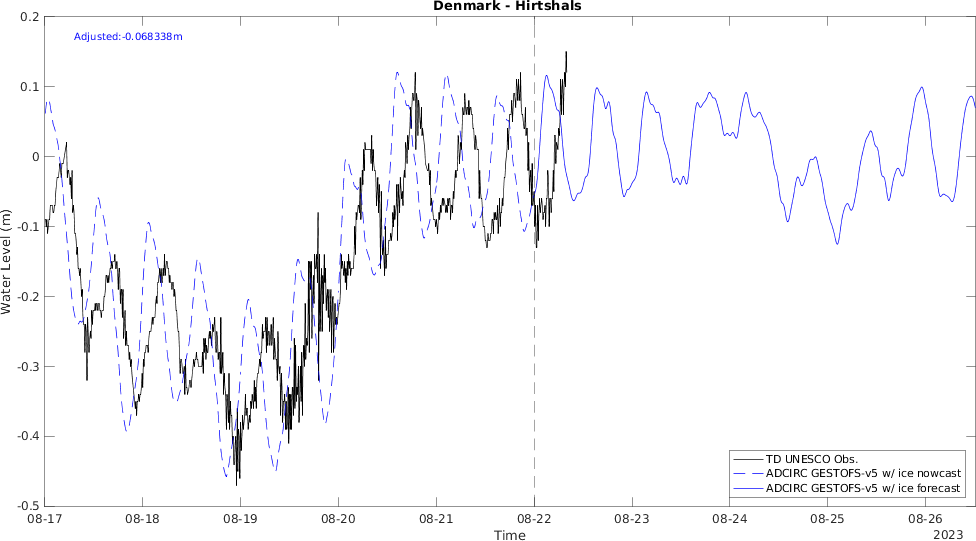 Denmark - Hirtshals
Adjusted:-0.068338m
0.2
0.1
0
-0.1
-0.2
-0.3
-0.4
-0.5
Water Level (m)
TD UNESCO Obs.
ADCIRC GESTOFS-v5 w/ ice nowcast
ADCIRC GESTOFS-v5 w/ ice forecast
08-17 08-18 08-19 08-20 08-21 08-22 08-23 08-24 08-25 08-26
Time
2023